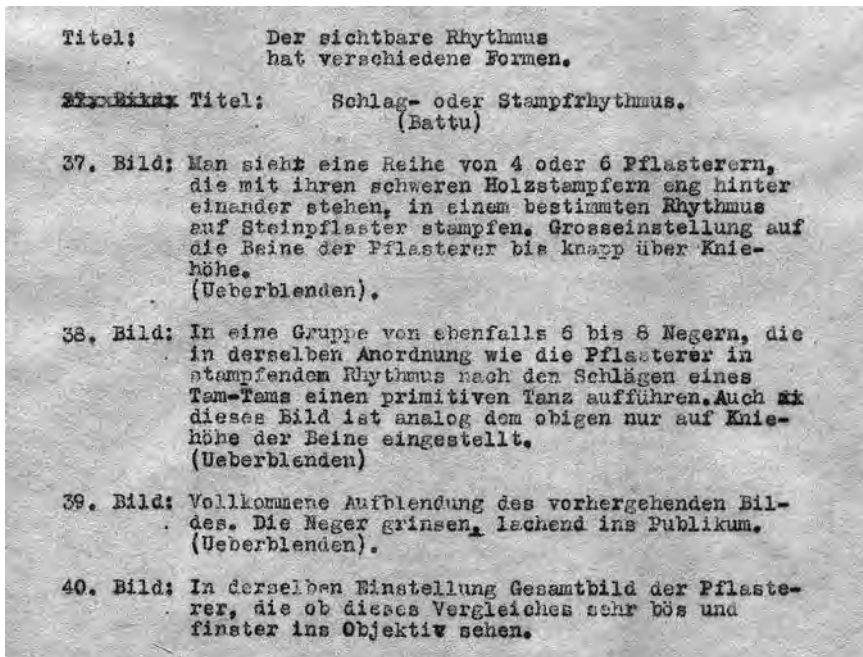 Titel: Der sichtbare Rhythmus
hat verschiedene Formen.
Titel: Schlag- oder Stampfrhythmus.
(Battu)
37. Bild: Man sieht eine Reihe von 4 oder 6 Pflasterern,
die mit ihren schweren Holzstampfern eng hinter
einander stehen, in einem bestimmten Rhythmus
auf Steinpflaster stampfen. Grosseinstellung auf
die Beine der Pflasterer bis knapp über Knie-
höhe.
(Ueberblenden).
38. Bild: In eine Gruppe von ebenfalls 6 bis 8 Negern, die
in derselben Anordnung wie die Pflasterer in
stampfendem Rhythmus nach den Schlägen eines
Tam-Tams einen primitiven Tanz aufführen.Auch
dieses Bild ist analog dem obigen nur auf Knie-
höhe der Beine eingestellt.
(Ueberblenden)
39. Bild: Vollkommene Aufblendung des vorhergehenden Bil-
des. Die Neger grinsen, lachend ins Publikum.
(Ueberblenden).
40. Bild: In derselben Einstellung Gesamtbild der Pflaste-
rer, die ob dieses Vergleiches sehr bös und
finster ins Objektiv sehen.